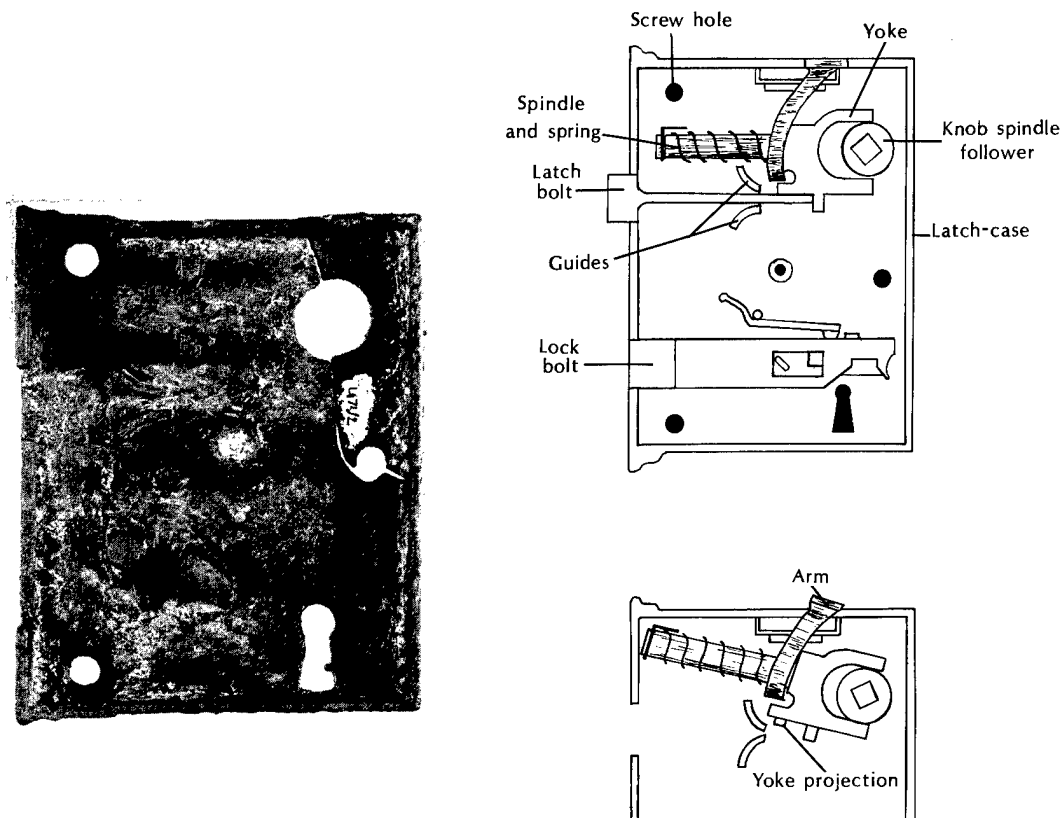 Screw hole
Yoke
Spindle
and spring
Knob spindle
follower
Latch
bolt
Latch-case
Guides
Lock
bolt
Arm
Yoke projection